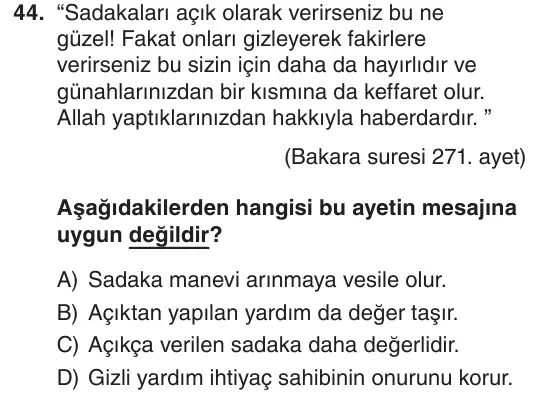 44. “Sadakaları açık olarak verirseniz bu ne
güzel! Fakat onları gizleyerek fakirlere
verirseniz bu sizin için daha da hayırlıdır ve
günahlarınızdan bir kısmına da keffaret olur.
Allah yaptıklarınızdan hakkıyla haberdardır. ”
(Bakara suresi 271. ayet)
Aşağıdakilerden hangisi bu ayetin mesajına
uygun değildir?
A) Sadaka manevi arınmaya vesile olur.
B) Açıktan yapılan yardım da değer taşır.
C) Açıkça verilen sadaka daha değerlidir.
D) Gizli yardım ihtiyaç sahibinin onurunu korur.